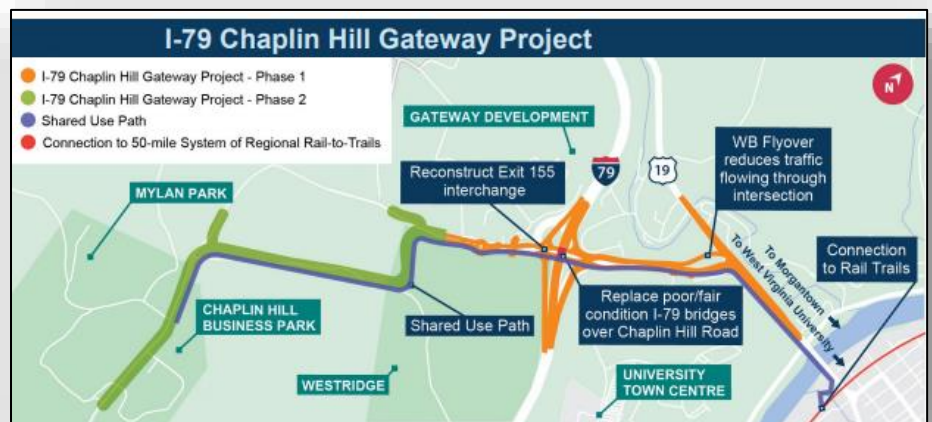 I-79 Chaplin Hill Gateway Project
I-79 Chaplin Hill Gateway Project - Phase 1
I-79 Chaplin Hill Gateway Project - Phase 2
Shared Use Path
Connection to 50-mile System of Regional Rail-to-Trails
N
GATEWAY DEVELOPMENT
Reconstruct Exit 155
interchange
79
19
WB Flyover
reduces traffic
flowing through
intersection
MYLAN PARK
To Morgantown
To West Virginia University
Connection
to Rail Trails
CHAPLIN HILL
BUSINESS PARK
Shared Use Path
Replace poor/fair
condition I-79 bridges
over Chaplin Hill Road
WESTRIDGE
UNIVERSITY
TOWN CENTRE